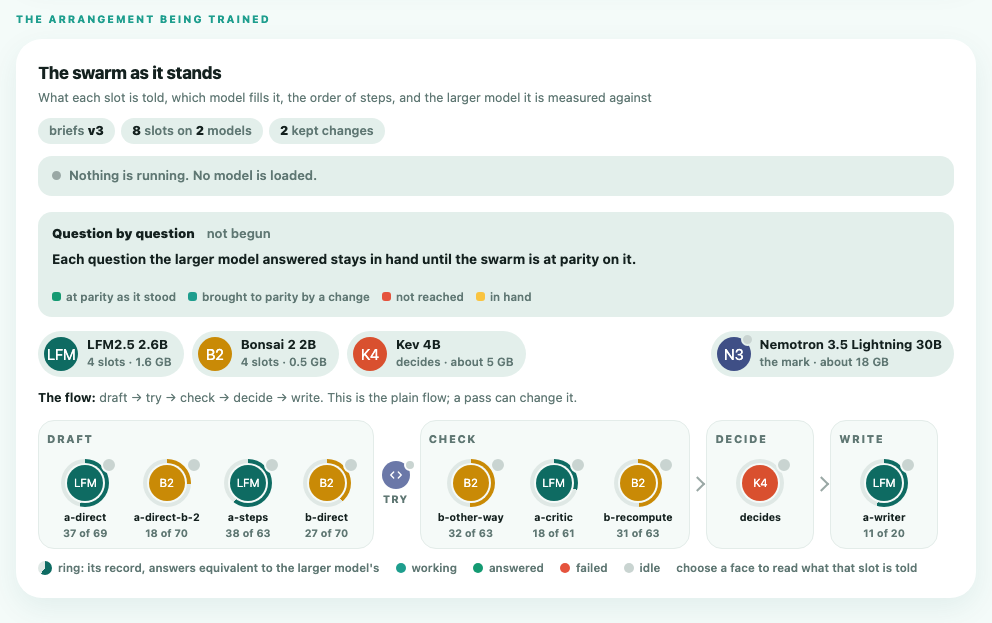 THE ARRANGEMENT BEING TRAINED
The swarm as it stands
What each slot is told, which model fills it, the order of steps, and the larger model it is measured against
briefs v3
8 slots on 2 models
2 kept changes
Nothing is running. No model is loaded.
Question by question not begun
Each question the larger model answered stays in hand until the swarm is at parity on it.
at parity as it stood
brought to parity by a change
not reached
in hand
LFM
LFM2.5 2.6B
4 slots · 1.6 GB
B2
Bonsai 2 2B
4 slots · 0.5 GB
K4
Kev 4B
decides · about 5 GB
N3
Nemotron 3.5 Lightning 30B
the mark · about 18 GB
The flow: draft → try → check → decide → write. This is the plain flow; a pass can change it.
DRAFT
LFM
a-direct
37 of 69
B2
a-direct-b-2
18 of 70
LFM
a-steps
38 of 63
B2
b-direct
27 of 70
<>
TRY
CHECK
B2
b-other-way
32 of 63
LFM
a-critic
18 of 61
B2
b-recompute
31 of 63
DECIDE
K4
decides
WRITE
LFM
a-writer
11 of 20
ring: its record, answers equivalent to the larger model's
working
answered
failed
idle
choose a face to read what that slot is told